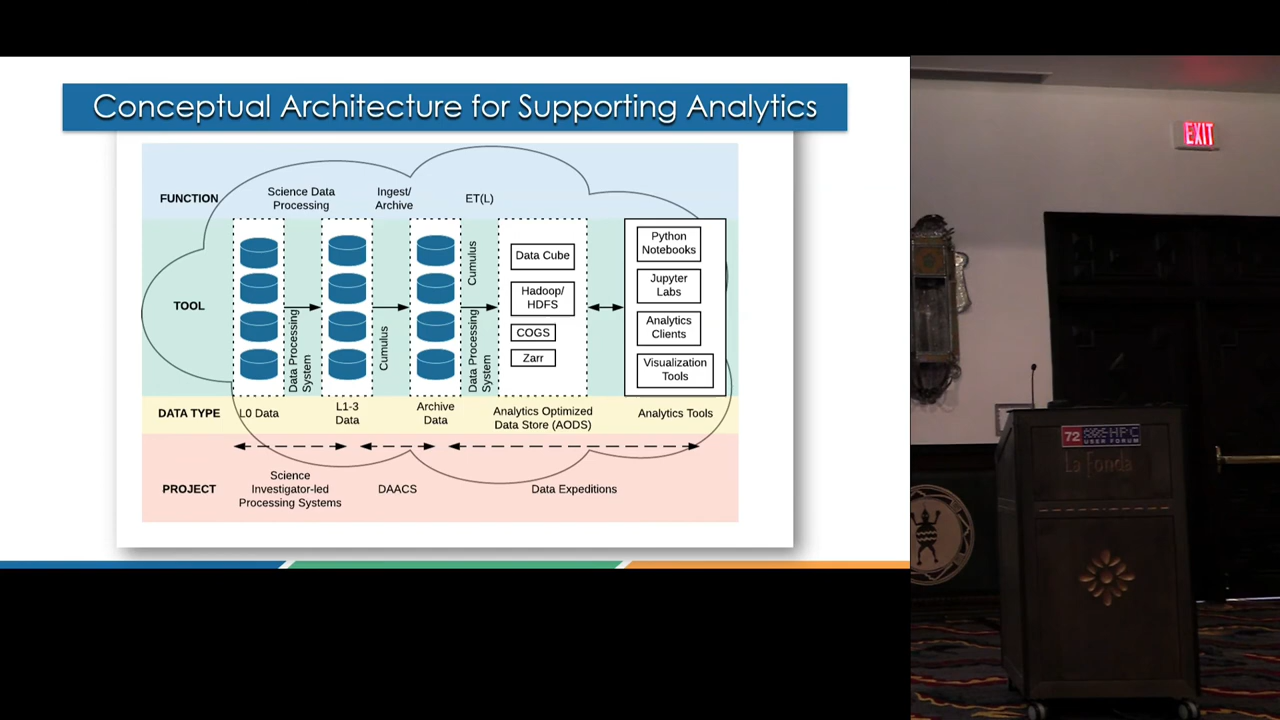 Conceptual Architecture for Supporting Analytics
FUNCTION
Science Data
Processing
Ingest/
Archive
ET(L)
TOOL
Data Processing
System
Cumulus
Cumulus
Data Processing
System
Data Cube
Hadoop/
HDFS
COGS
Zarr
Python
Notebooks
Jupyter
Labs
Analytics
Clients
Visualization
Tools
DATA TYPE
L0 Data
L1-3
Data
Archive
Data
Analytics Optimized
Data Store (AODS)
Analytics Tools
PROJECT
Science
Investigator-led
Processing Systems
DAACS
Data Expeditions
EXIT
72
HPC
USER FORUM
La Fonda